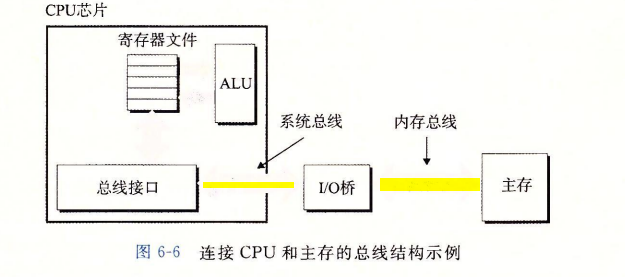 CPU芯片
寄存器文件
ALU
系统总线
内存总线
总线接口
I/O桥
主存
图 6-6 连接 CPU 和主存的总线结构示例